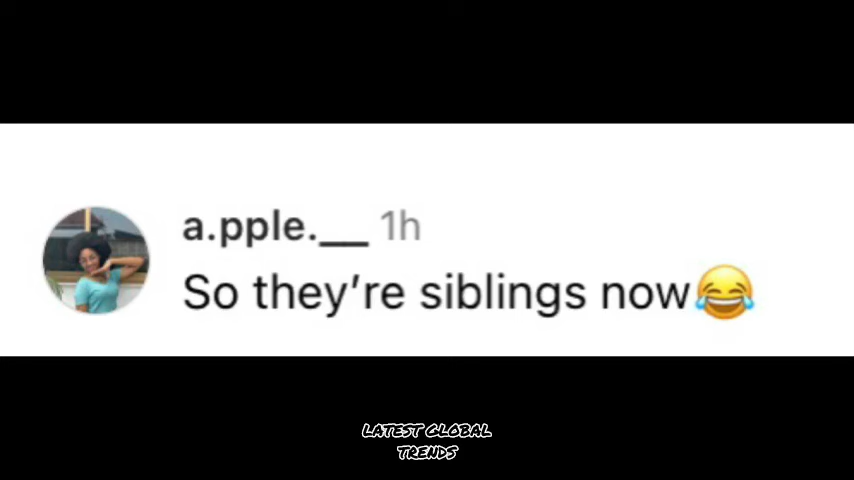 a.pple.__ 1h
So they're siblings now😂
LATEST GLOBAL
TRENDS